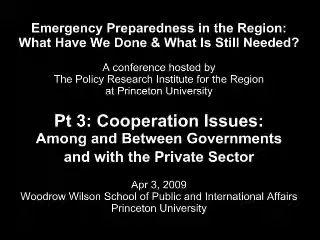 Emergency Preparedness in the Region:
What Have We Done & What Is Still Needed?
A conference hosted by
The Policy Research Institute for the Region
at Princeton University
Pt 3: Cooperation Issues:
Among and Between Governments
and with the Private Sector
Apr 3, 2009
Woodrow Wilson School of Public and International Affairs
Princeton University